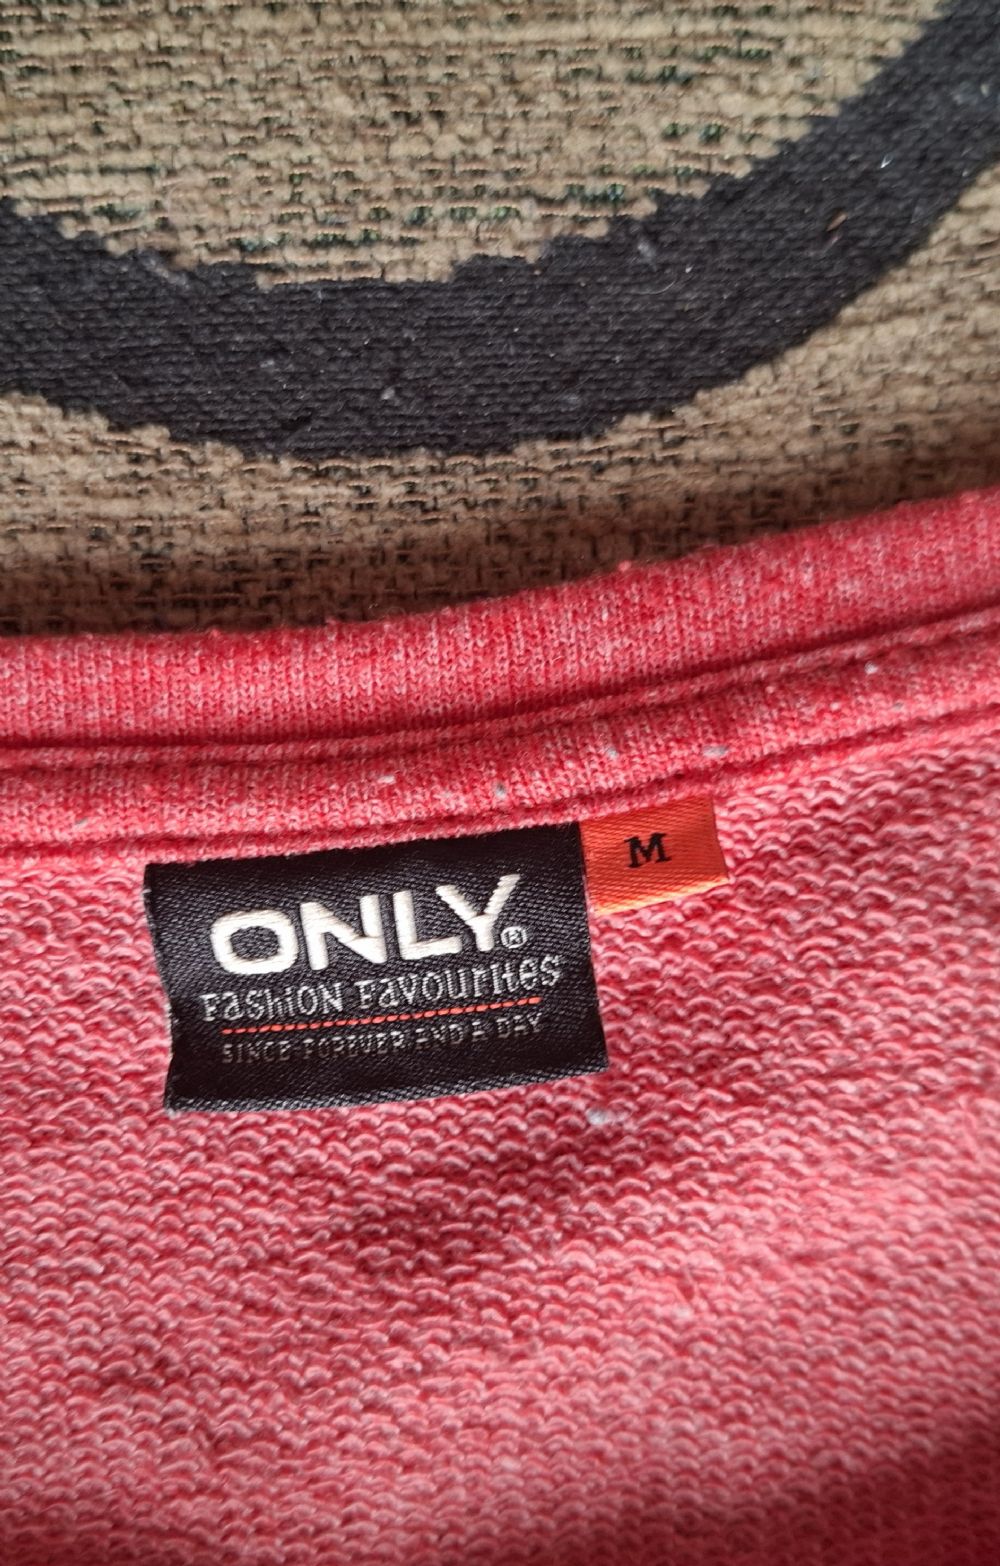 ONLY®
FasHiON FavouriTes
SINCE FOREVER AND A DAY
M